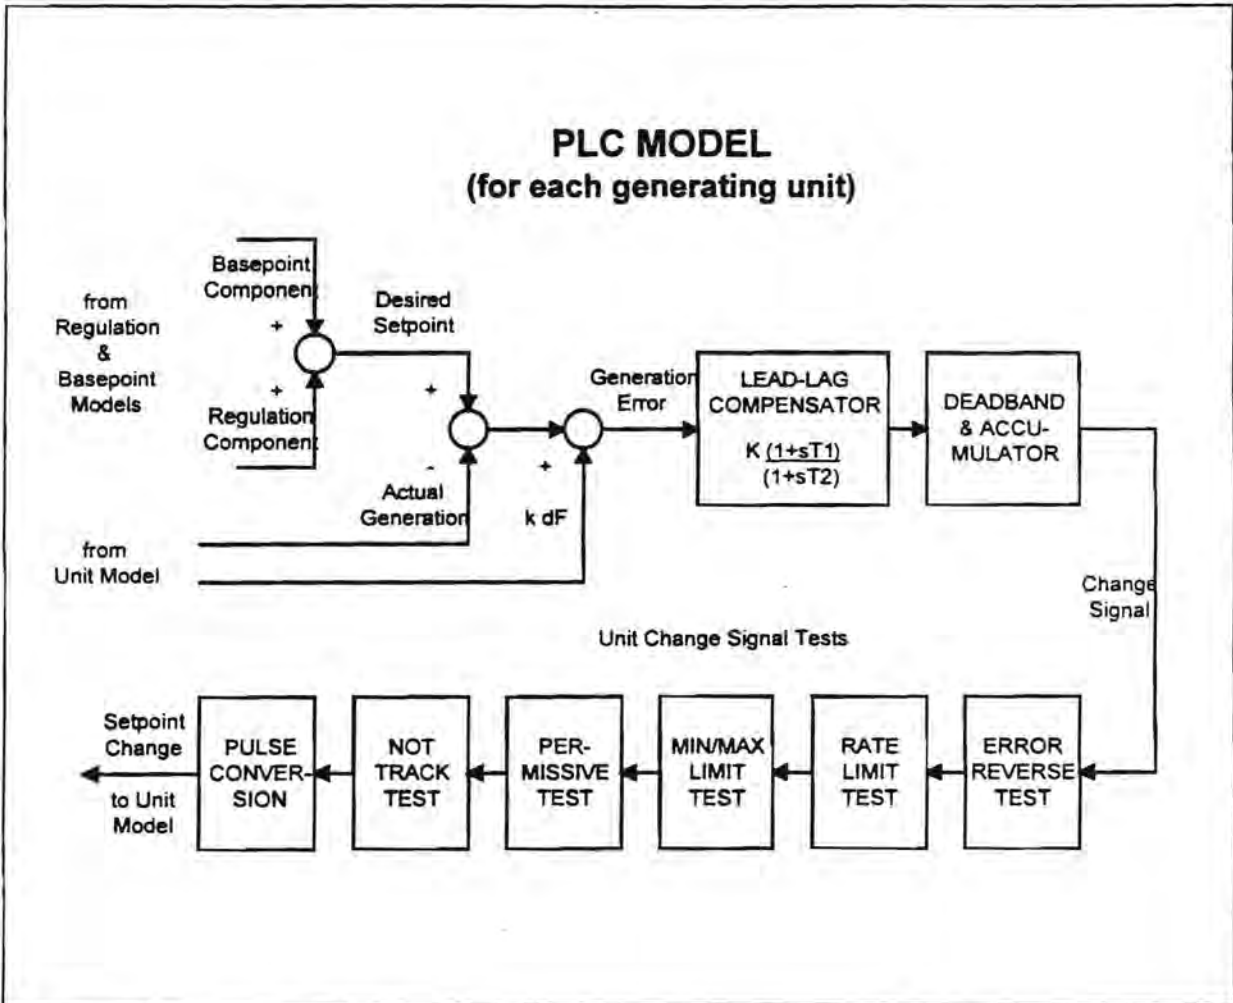 PLC MODEL
(for each generating unit)
from
Regulation
&
Basepoint
Models
Basepoint
Component
+
+
Regulation
Component
Desired
Setpoint
+
-
Actual
Generation
+
k dF
from
Unit Model
Generation
Error
LEAD-LAG
COMPENSATOR
K (1+sT1)
(1+sT2)
DEADBAND
& ACCU-
MULATOR
Change
Signal
Unit Change Signal Tests
Setpoint
Change
to Unit
Model
PULSE
CONVER-
SION
NOT
TRACK
TEST
PER-
MISSIVE
TEST
MIN/MAX
LIMIT
TEST
RATE
LIMIT
TEST
ERROR
REVERSE
TEST